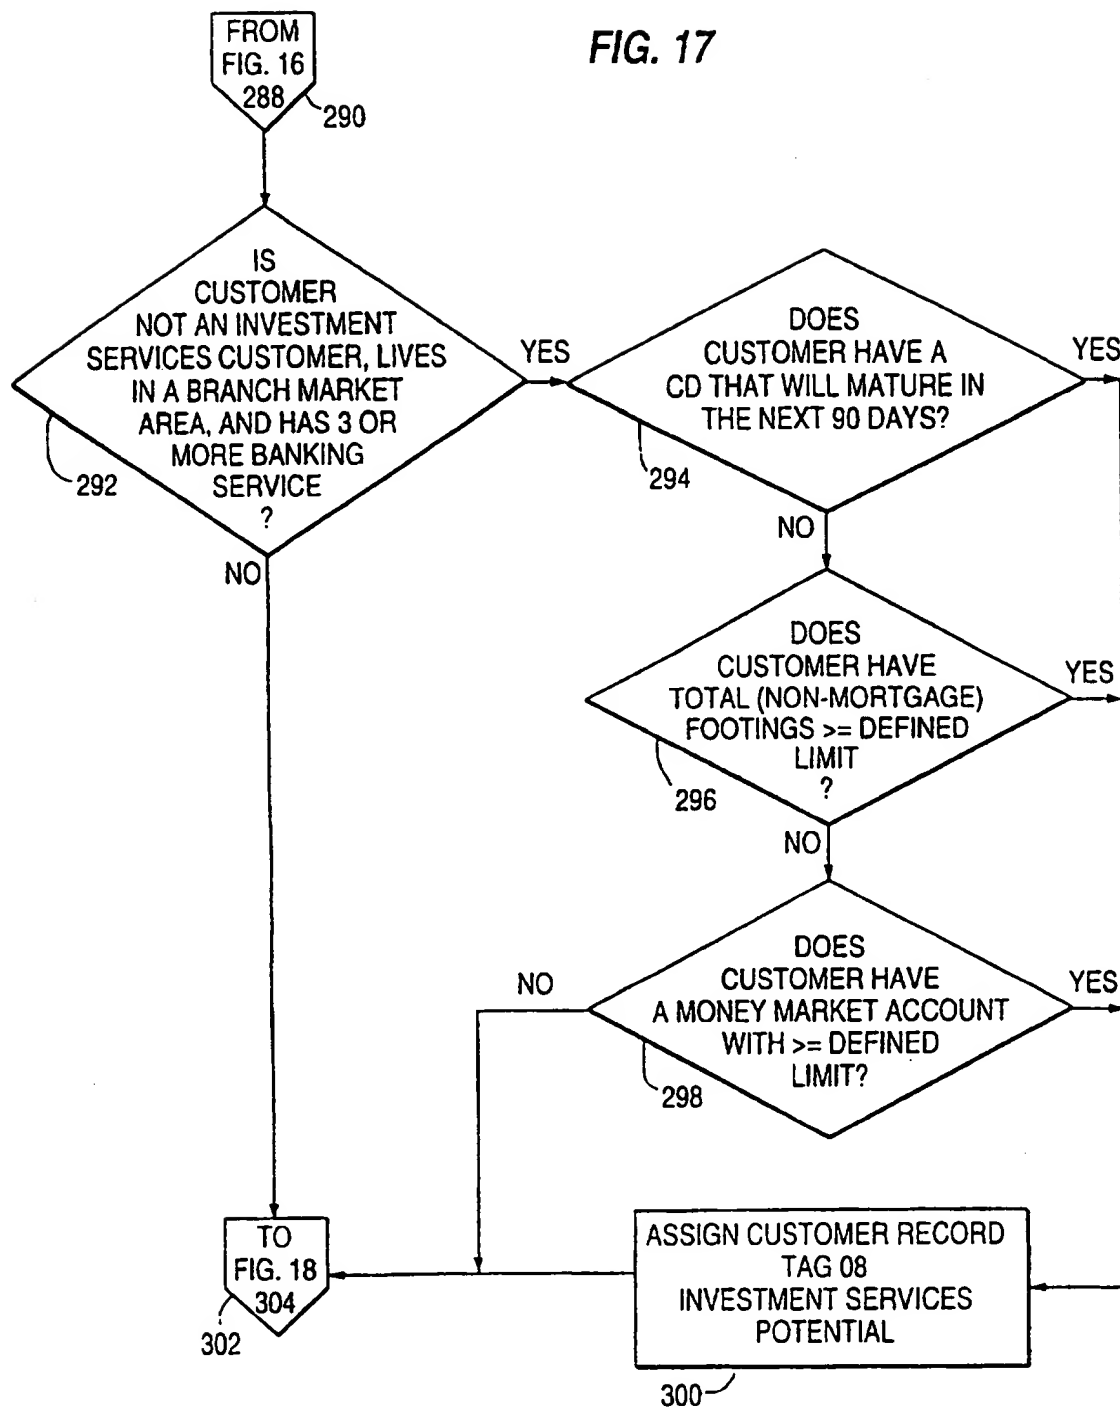 FIG. 17
FROM
FIG. 16
288
290
IS
CUSTOMER
NOT AN INVESTMENT
SERVICES CUSTOMER, LIVES
IN A BRANCH MARKET
AREA, AND HAS 3 OR
MORE BANKING
SERVICE
?
292
YES
NO
DOES
CUSTOMER HAVE A
CD THAT WILL MATURE IN
THE NEXT 90 DAYS?
294
YES
NO
DOES
CUSTOMER HAVE
TOTAL (NON-MORTGAGE)
FOOTINGS >= DEFINED
LIMIT
?
296
YES
NO
DOES
CUSTOMER HAVE
A MONEY MARKET ACCOUNT
WITH >= DEFINED
LIMIT?
298
NO
YES
ASSIGN CUSTOMER RECORD
TAG 08
INVESTMENT SERVICES
POTENTIAL
300
TO
FIG. 18
304
302